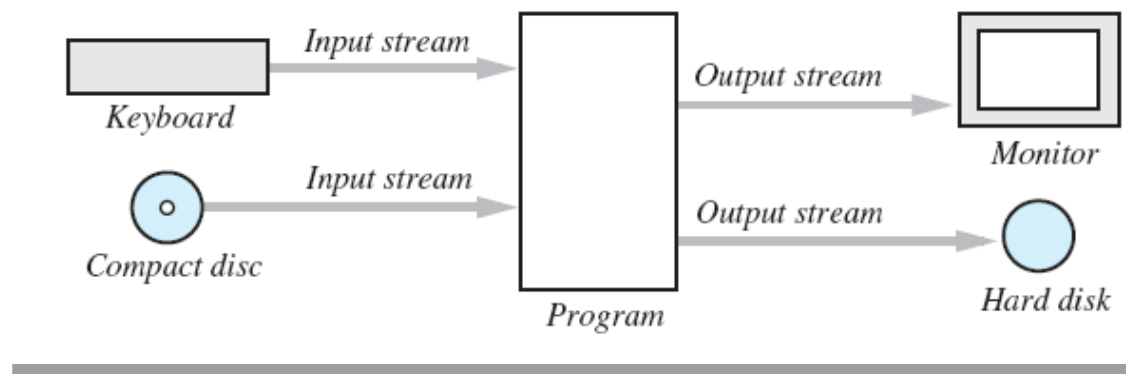 Input stream
Keyboard
Input stream
Compact disc
Program
Output stream
Monitor
Output stream
Hard disk